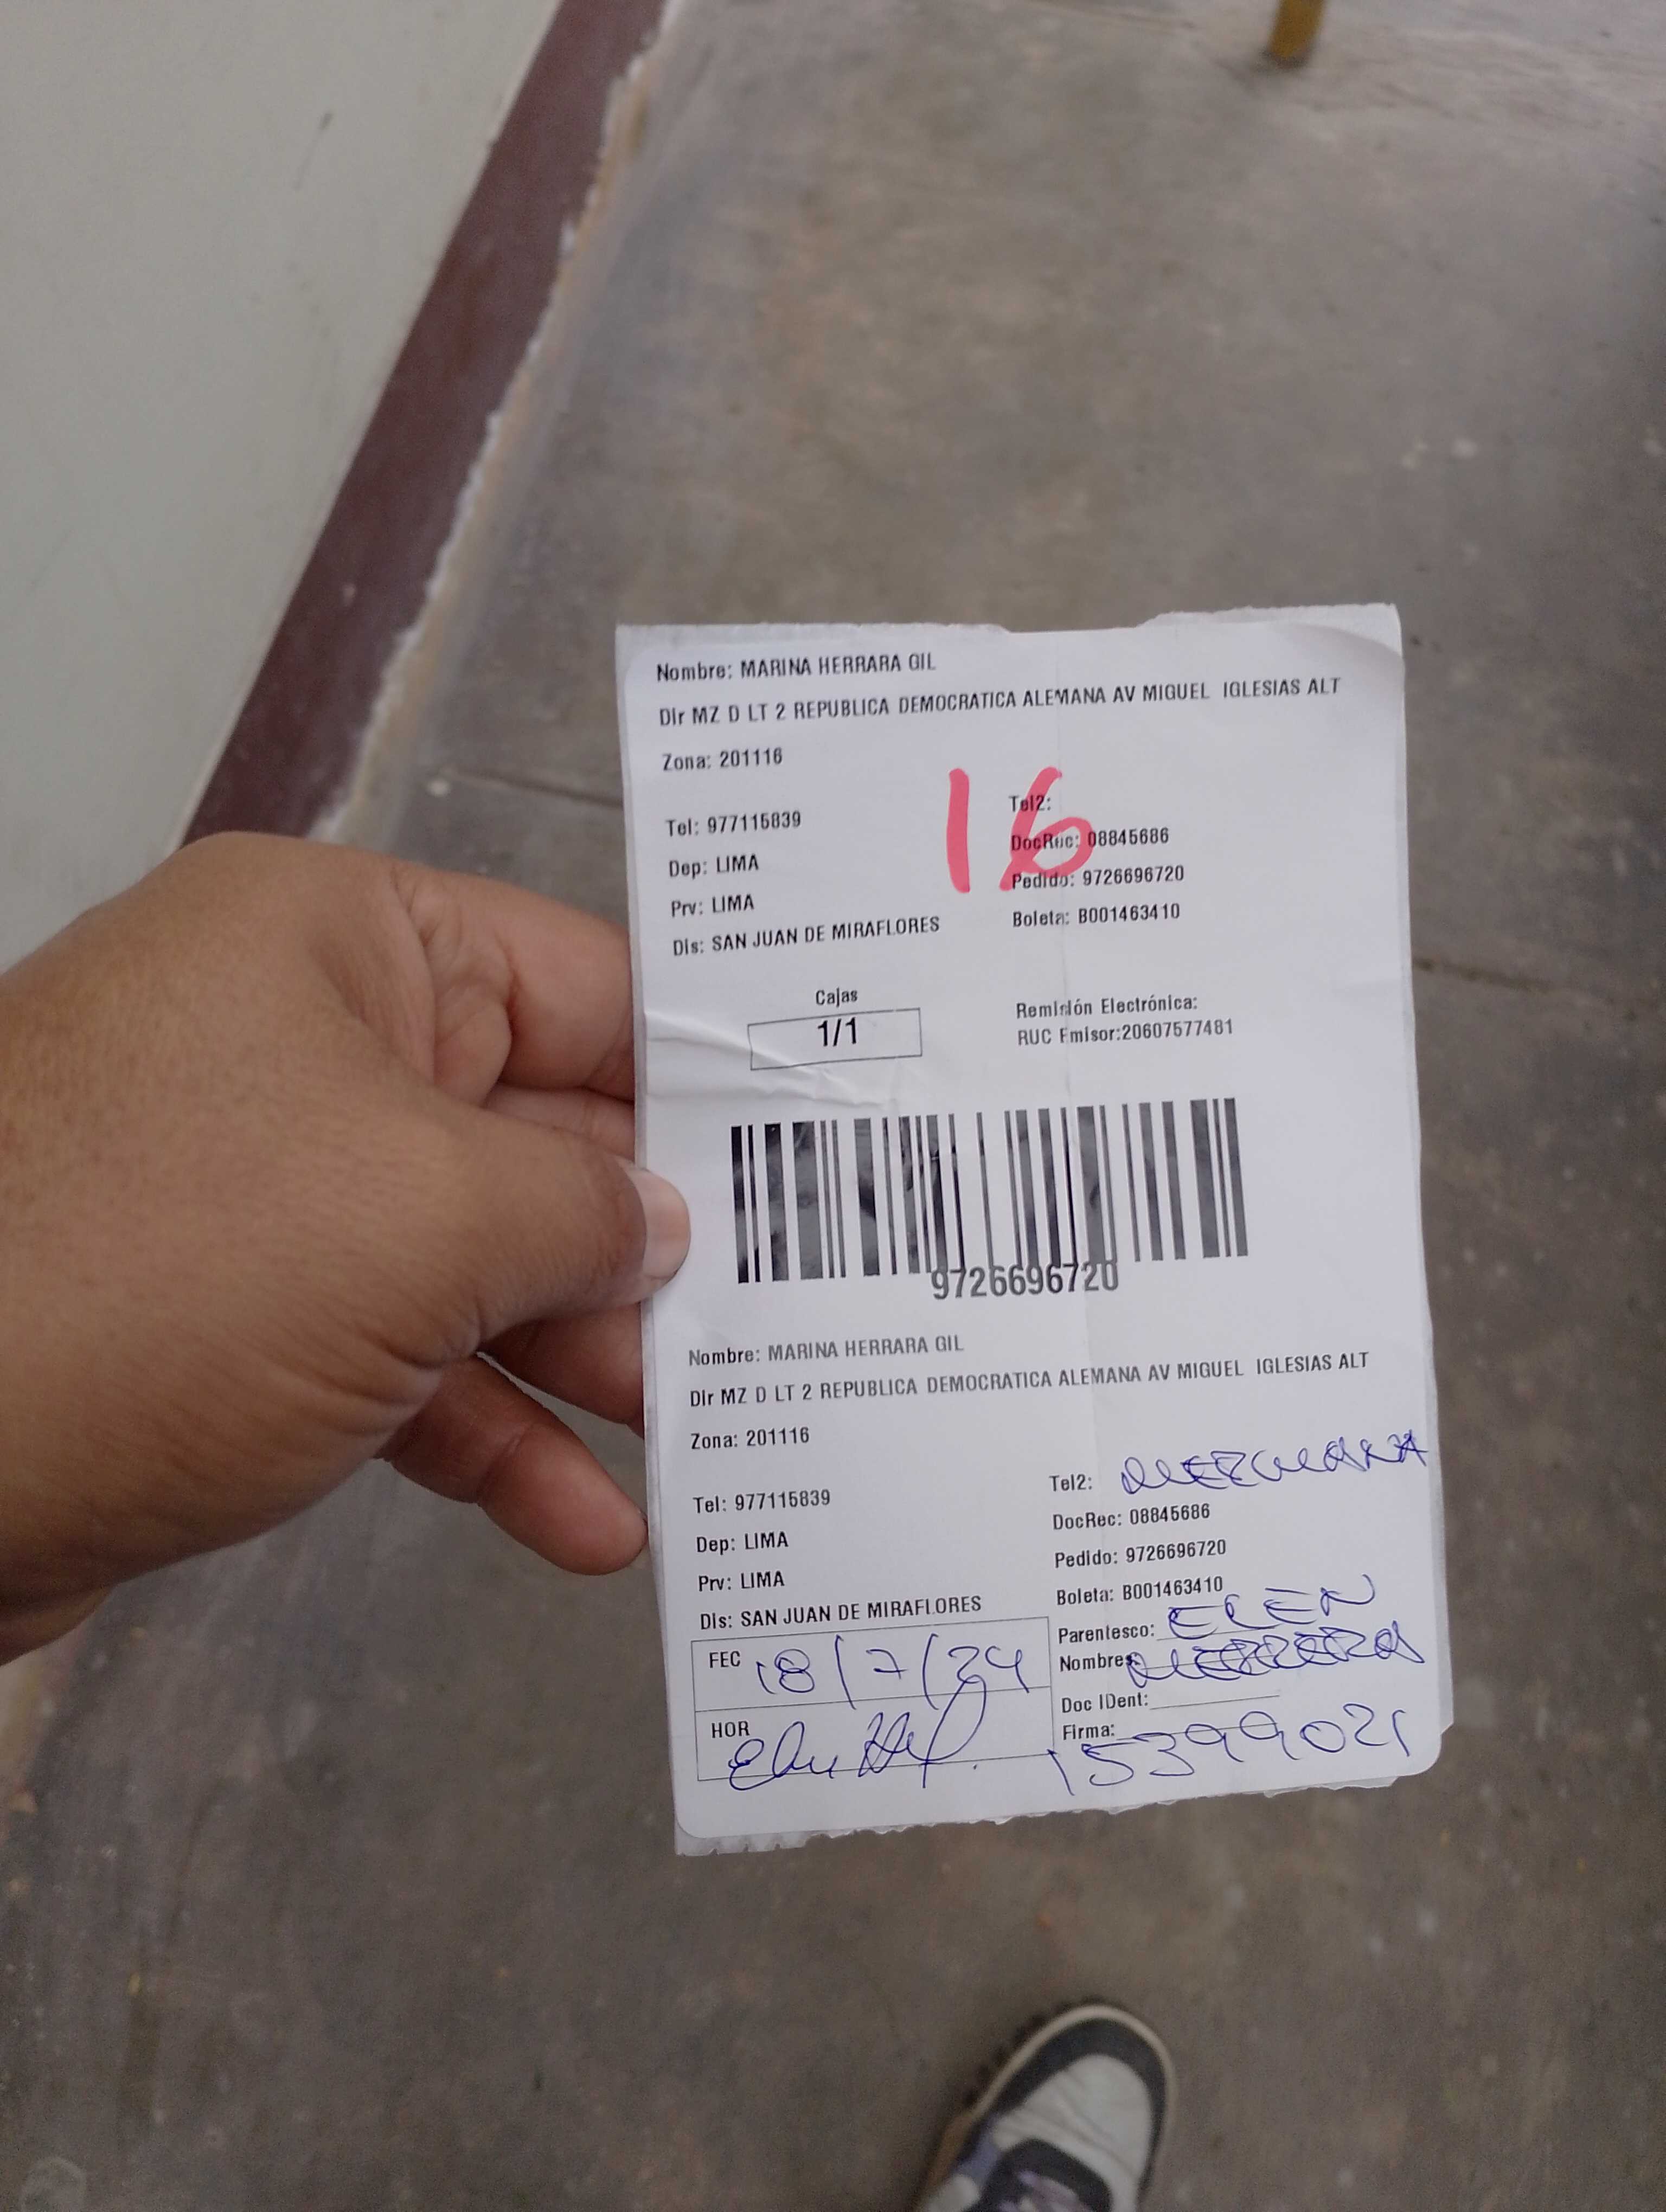 Nombre: MARINA HERRARA GIL
Dir MZ D LT 2 REPUBLICA DEMOCRATICA ALEMANA AV MIGUEL IGLESIAS ALT
Zona: 201116
16
Tel: 977115839 Tel2:
DocRuc: 08845686
Dep: LIMA Pedido: 9726696720
Prv: LIMA Boleta: B001463410
Dis: SAN JUAN DE MIRAFLORES
Cajas
1/1
Remisión Electrónica:
RUC Emisor:20607577481
9726696720
Nombre: MARINA HERRARA GIL
Dir MZ D LT 2 REPUBLICA DEMOCRATICA ALEMANA AV MIGUEL IGLESIAS ALT
Zona: 201116
Tel: 977115839 Tel2:
DocRec: 08845686
Dep: LIMA Pedido: 9726696720
Prv: LIMA Boleta: B001463410
Dis: SAN JUAN DE MIRAFLORES Parentesco: ELEN
FEC 18/7/24 Nombre:
Doc IDent:
HOR Firma: 15399021